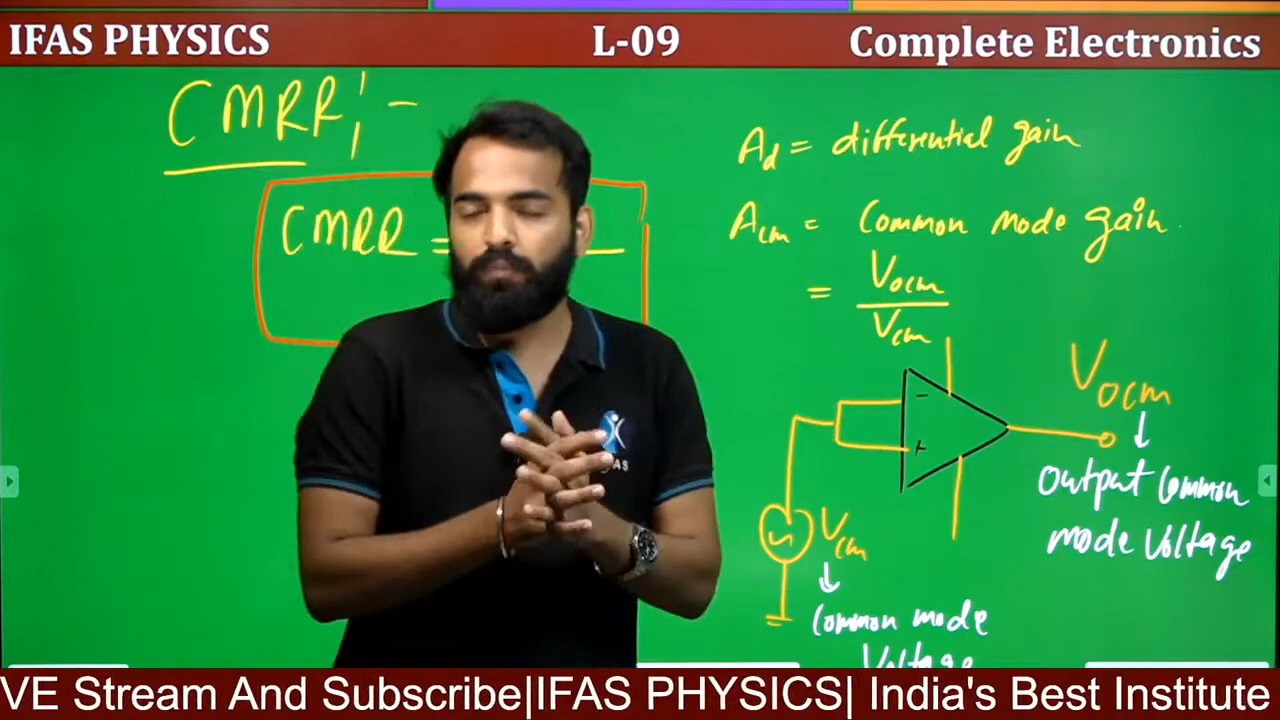 IFAS PHYSICS L-09 Complete Electronics
CMRR :-
CMRR =
Ad = differential gain
Acm = Common mode gain
= Vocm
Vcm
-
+
Vocm
Output Common
mode Voltage
Vcm
Common mode
Voltage
VE Stream And Subscribe|IFAS PHYSICS| India's Best Institute